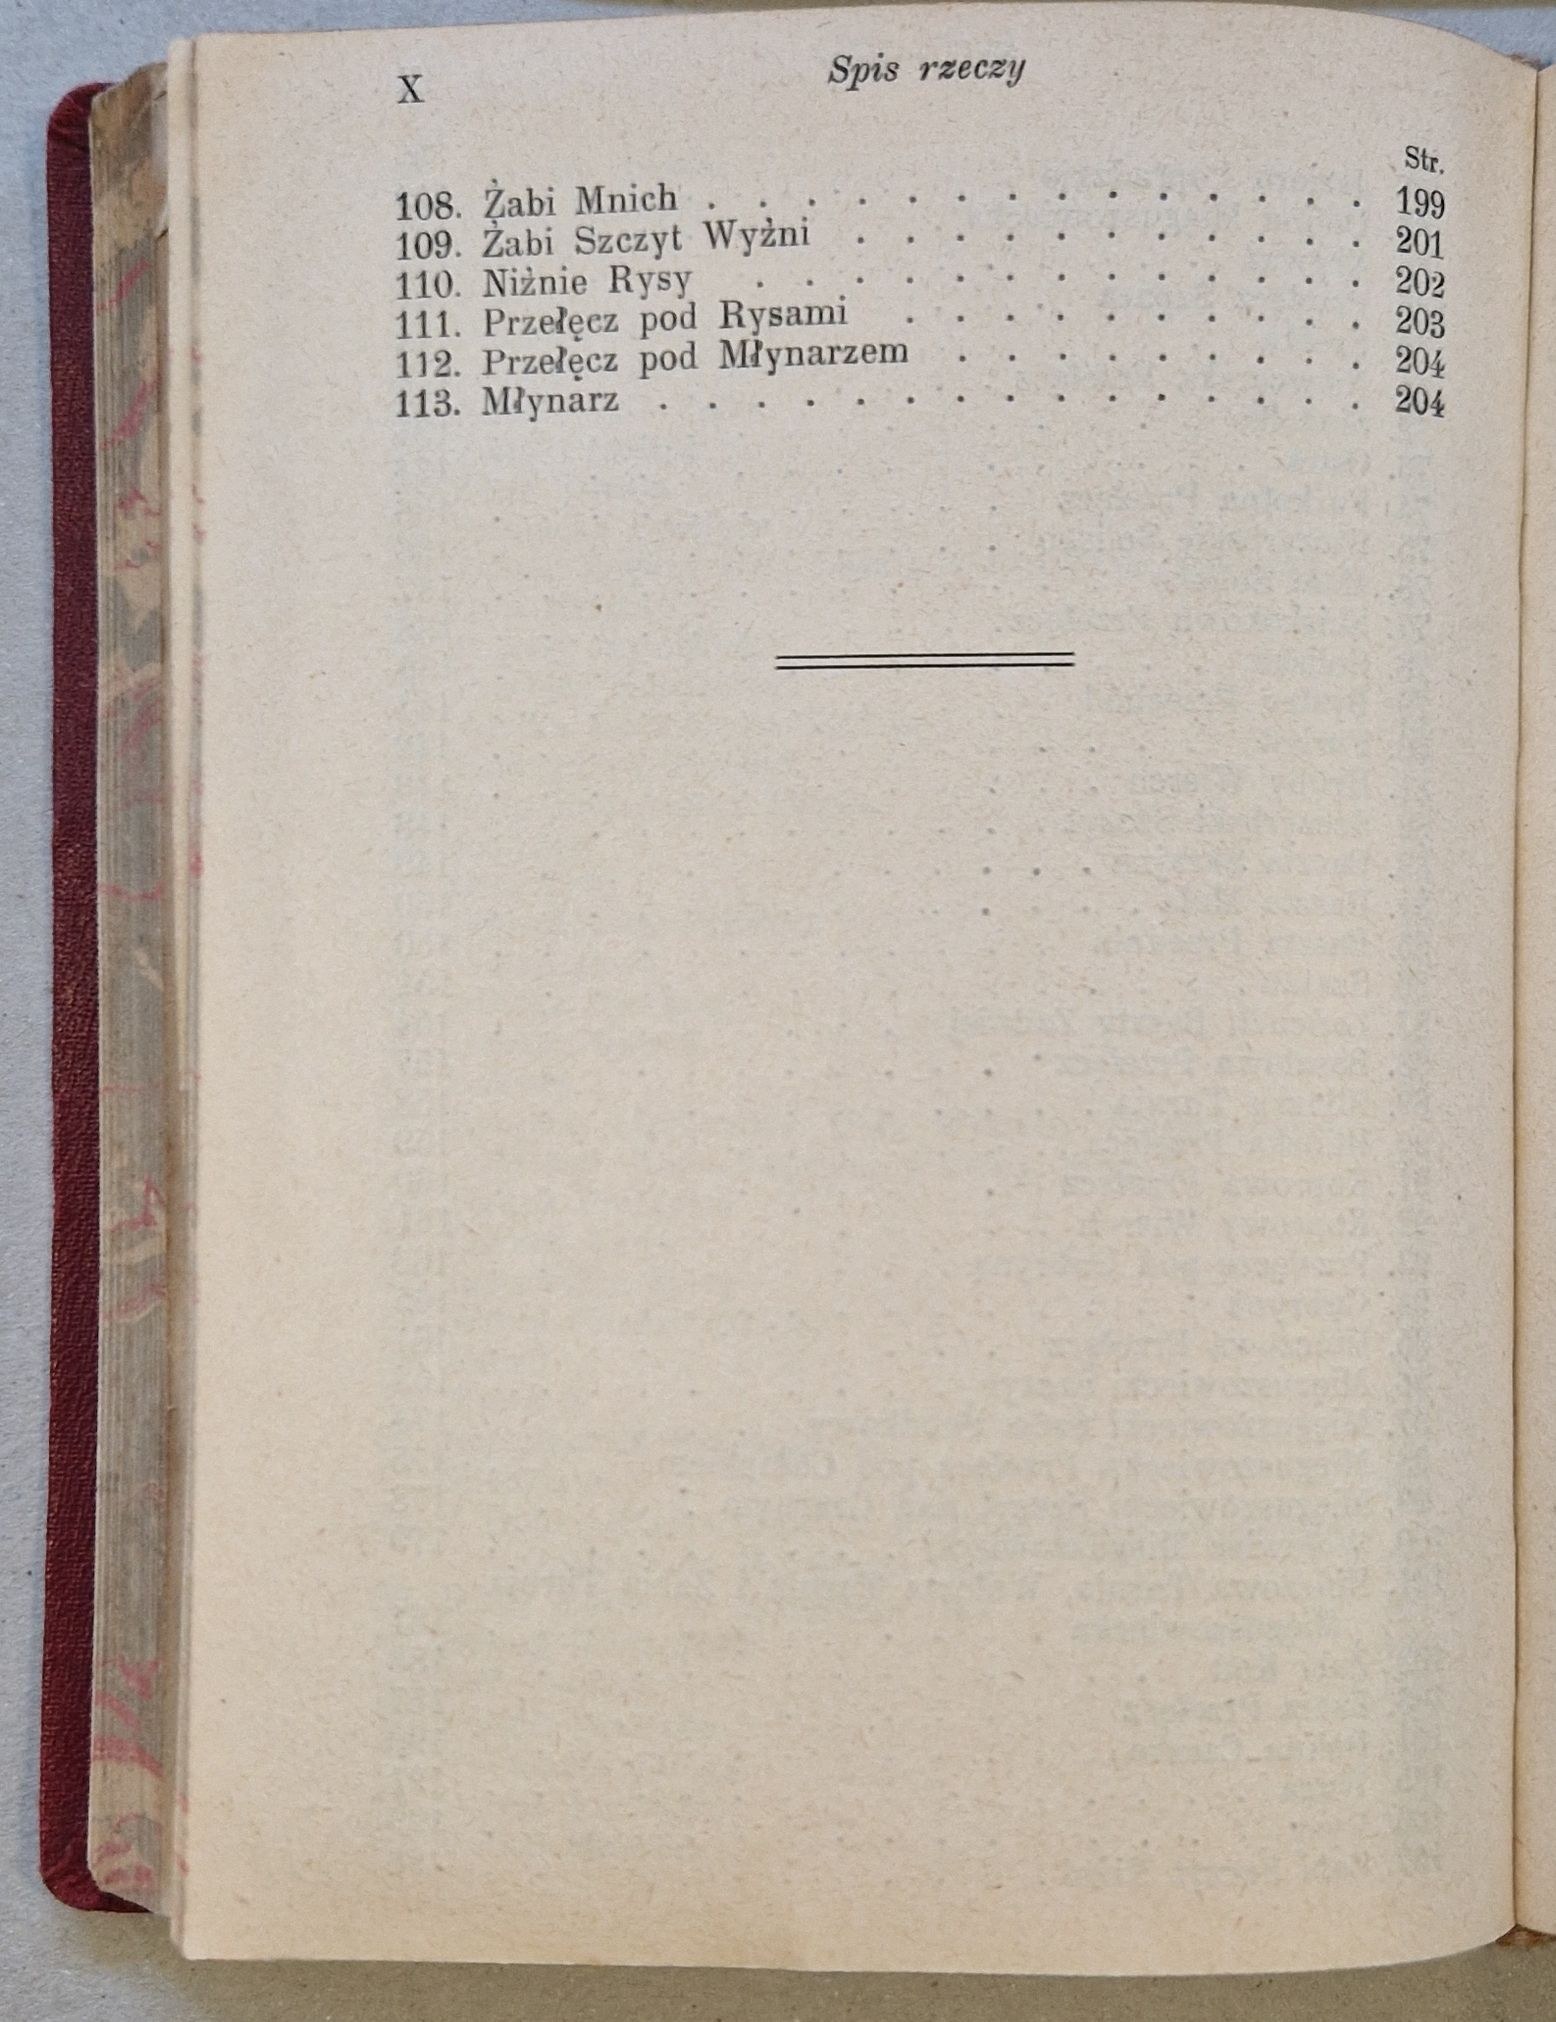 X
Spis rzeczy
Str.
108. Żabi Mnich . . . . . . . . . . . . . . 199
109. Żabi Szczyt Wyżni . . . . . . . . . . . 201
110. Niżnie Rysy . . . . . . . . . . . . . 202
111. Przełęcz pod Rysami . . . . . . . . . . 203
112. Przełęcz pod Młynarzem . . . . . . . . . 204
113. Młynarz . . . . . . . . . . . . . . . 204